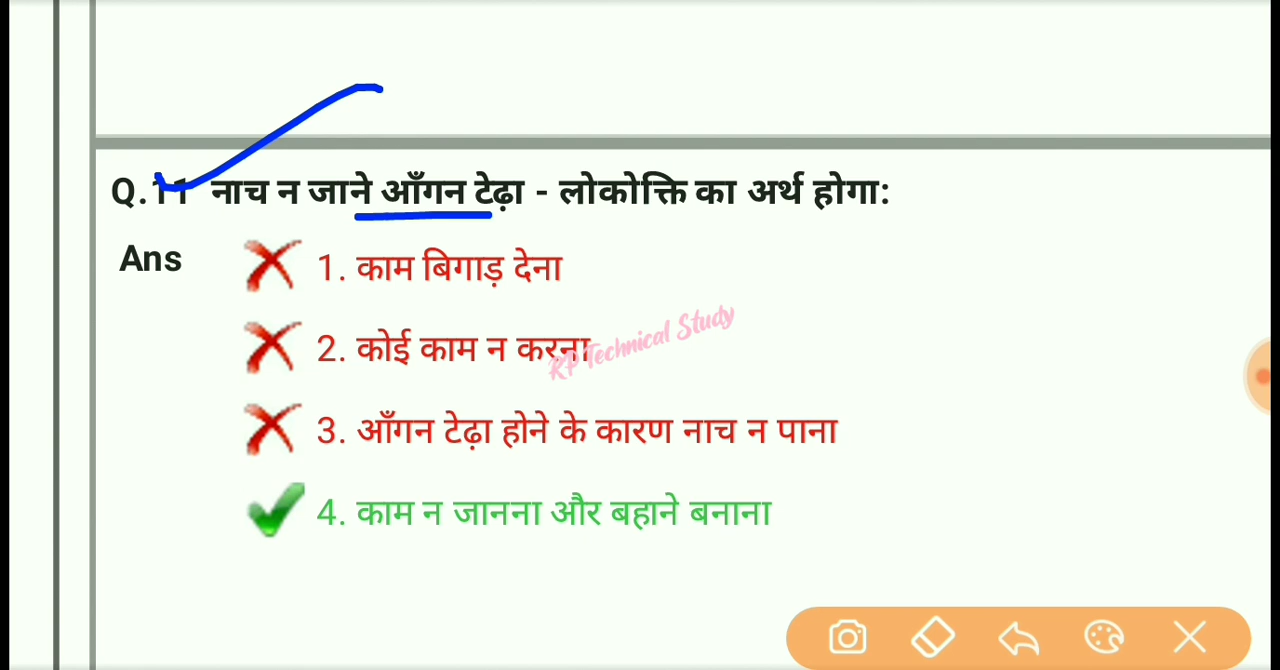 Q.11 नाच न जाने आँगन टेढ़ा - लोकोक्ति का अर्थ होगा:
Ans
1. काम बिगाड़ देना
2. कोई काम न करना
RP Technical Study
3. आँगन टेढ़ा होने के कारण नाच न पाना
4. काम न जानना और बहाने बनाना